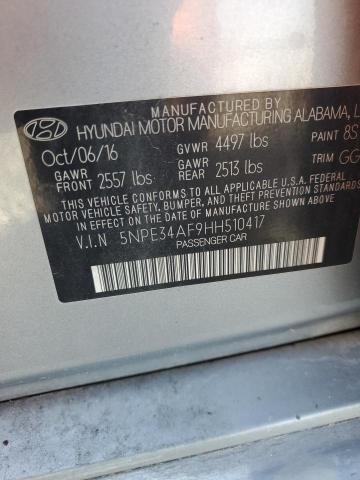 MANUFACTURED BY
HYUNDAI MOTOR MANUFACTURING ALABAMA, L
Oct/06/16 GVWR 4497 lbs PAINT 8S
GAWR FRONT 2557 lbs GAWR REAR 2513 lbs TRIM GG
THIS VEHICLE CONFORMS TO ALL APPLICABLE U.S.A. FEDERAL
MOTOR VEHICLE SAFETY, BUMPER, AND THEFT PREVENTION
STANDARDS IN EFFECT ON THE DATE OF MANUFACTURE SHOWN ABOVE.
V.I.N 5NPE34AF9HH510417
PASSENGER CAR